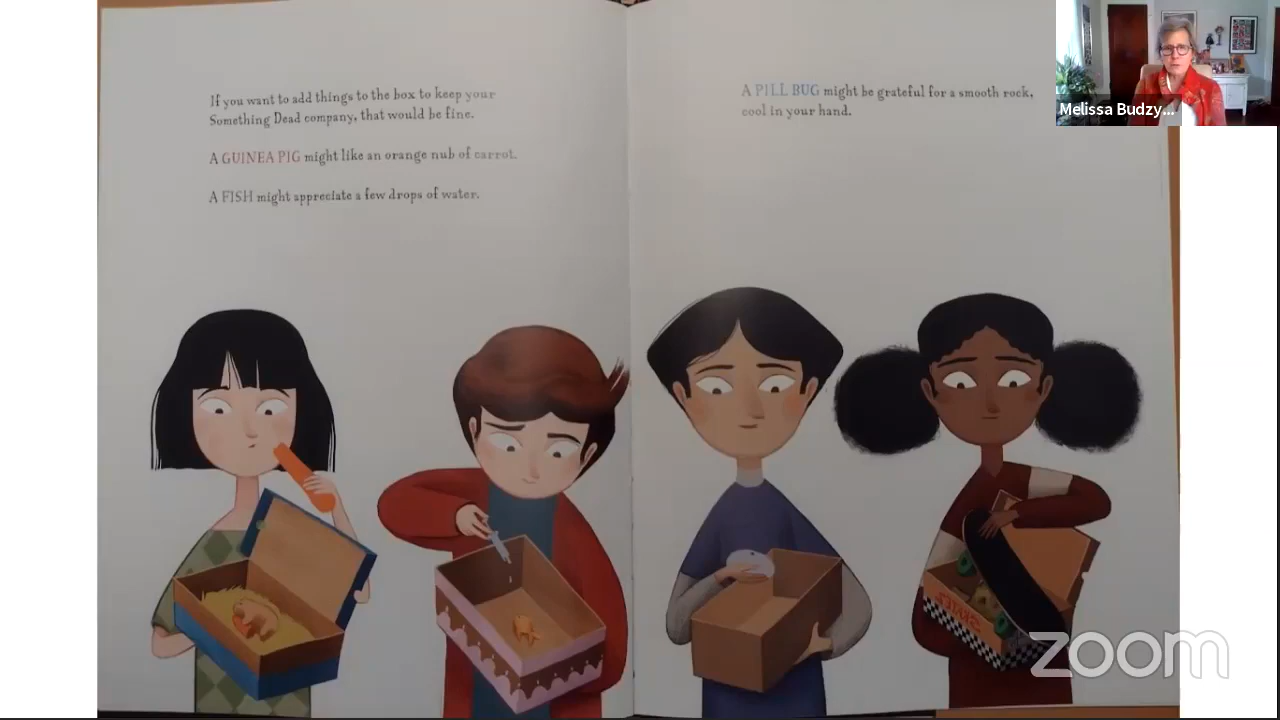 If you want to add things to the box to keep your
Something Dead company, that would be fine.
A GUINEA PIG might like an orange nub of carrot.
A FISH might appreciate a few drops of water.
A PILL BUG might be grateful for a smooth rock,
cool in your hand.
Melissa Budzy...
SKATE
zoom